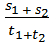 s₁ + s₂
t₁+t₂